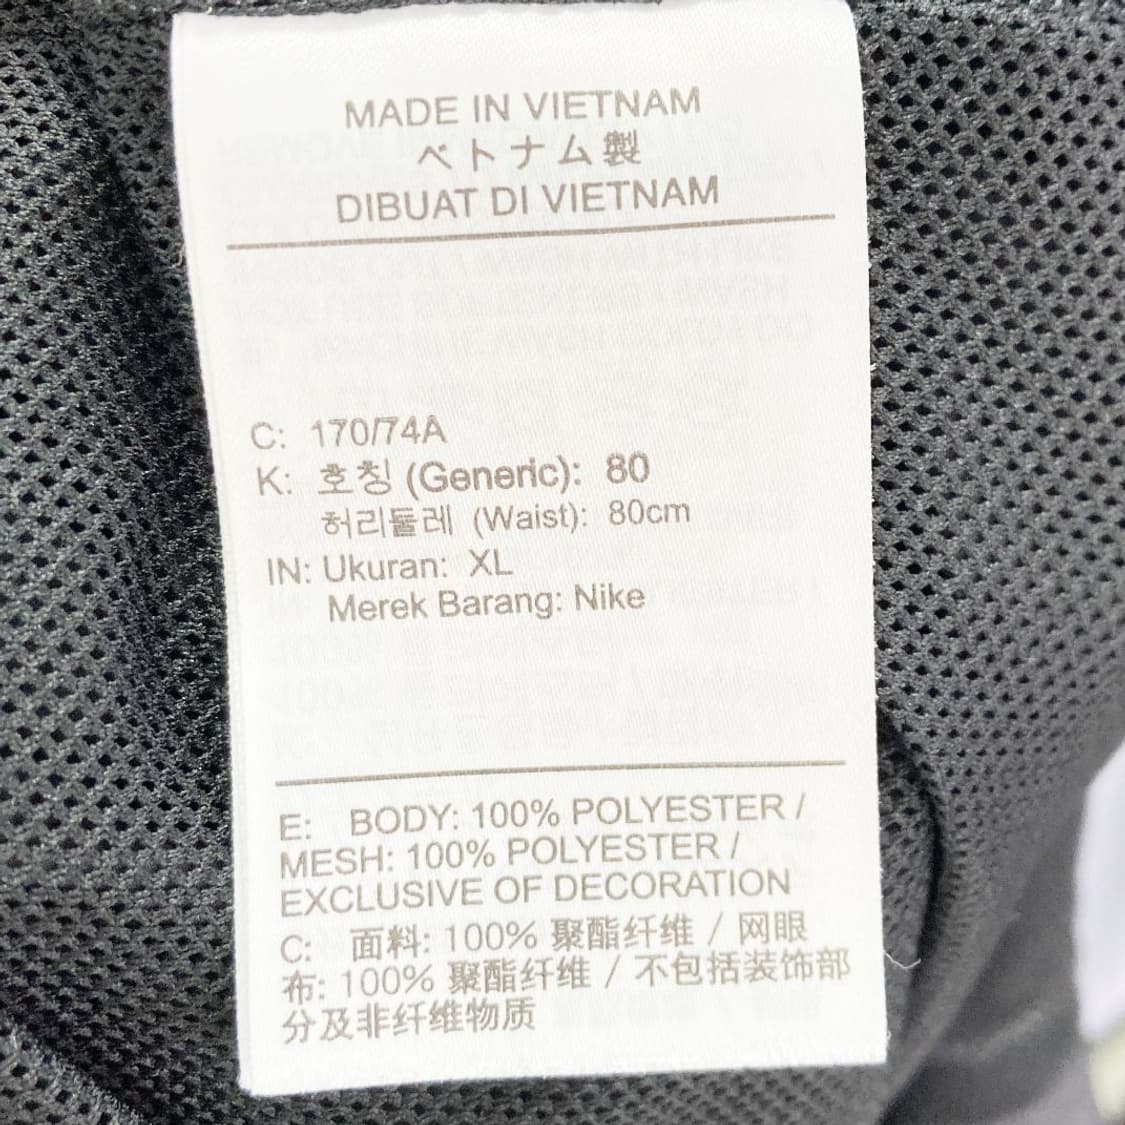 MADE IN VIETNAM
ベトナム製
DIBUAT DI VIETNAM
C: 170/74A
K: 호칭 (Generic): 80
허리둘레 (Waist): 80cm
IN: Ukuran: XL
Merek Barang: Nike
E: BODY: 100% POLYESTER /
MESH: 100% POLYESTER /
EXCLUSIVE OF DECORATION
C: 面料: 100% 聚酯纤维 / 网眼
布: 100% 聚酯纤维 / 不包括装饰部
分及非纤维物质